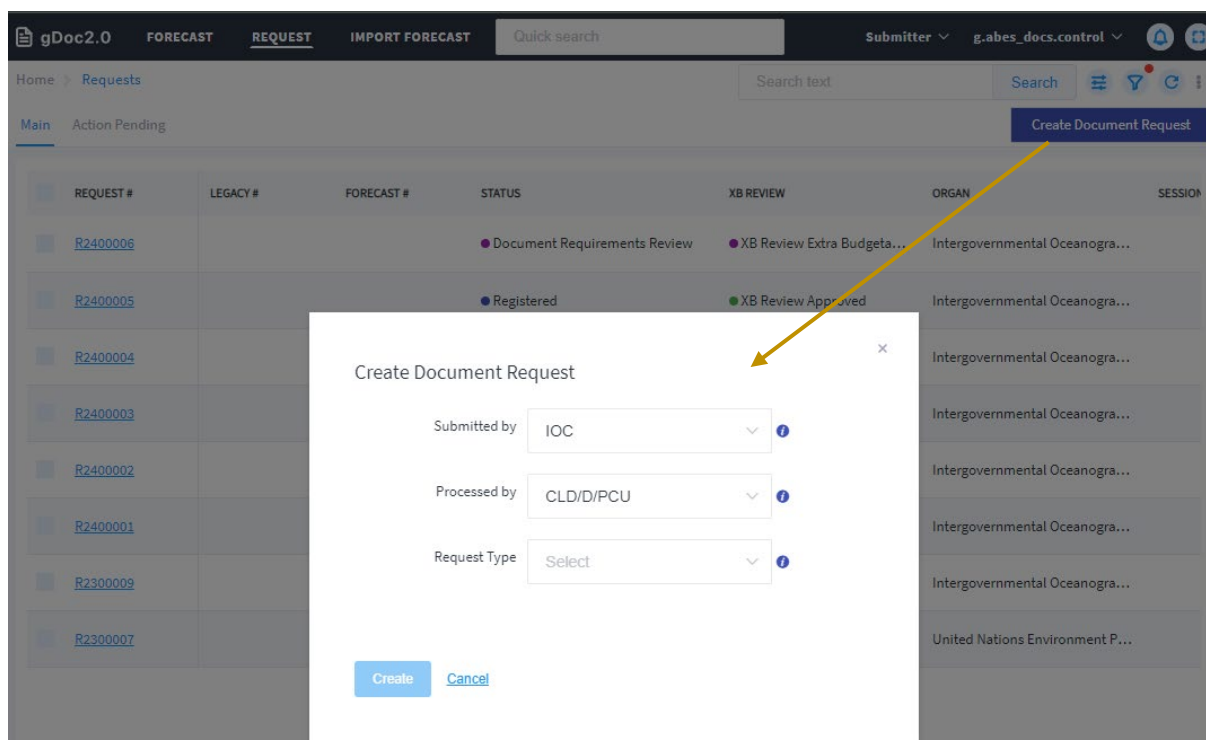 gDoc2.0 FORECAST REQUEST IMPORT FORECAST Quick search Submitter g.abes_docs.control
Home > Requests Search text Search
Main Action Pending Create Document Request
REQUEST # LEGACY # FORECAST # STATUS XB REVIEW ORGAN SESSION
R2400006 Document Requirements Review XB Review Extra Budgeta... Intergovernmental Oceanogra...
R2400005 Registered XB Review Approved Intergovernmental Oceanogra...
R2400004 Intergovernmental Oceanogra...
R2400003 Intergovernmental Oceanogra...
R2400002 Intergovernmental Oceanogra...
R2400001 Intergovernmental Oceanogra...
R2300009 Intergovernmental Oceanogra...
R2300007 United Nations Environment P...
×
Create Document Request
Submitted by IOC
Processed by CLD/D/PCU
Request Type Select
Create Cancel